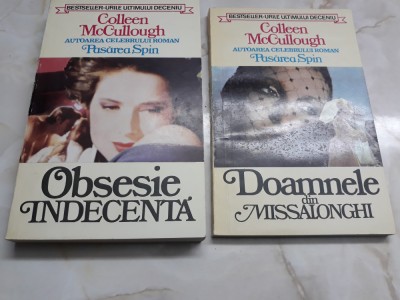 BESTSELLER-URILE ULTIMULUI DECENIU
Colleen
McCullough
AUTOAREA CELEBRULUI ROMAN
Pasărea Spin
Obsesie
INDECENTĂ
BESTSELLER-URILE ULTIMULUI DECENIU
Colleen
McCullough
AUTOAREA CELEBRULUI ROMAN
Pasărea Spin
Doamnele
din
MISSALONGHI